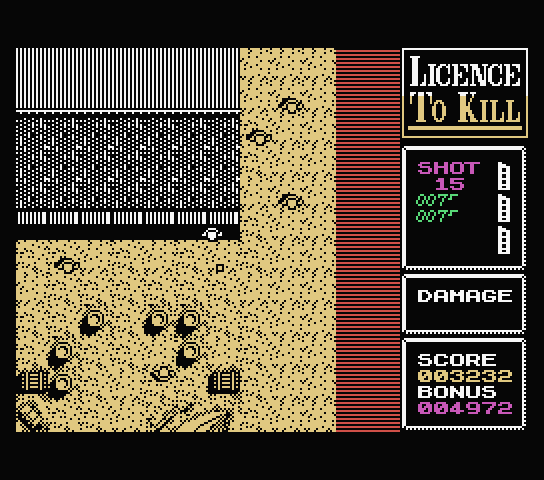 LICENCE
TO KILL
SHOT
15
007
007
DAMAGE
SCORE
003232
BONUS
004972